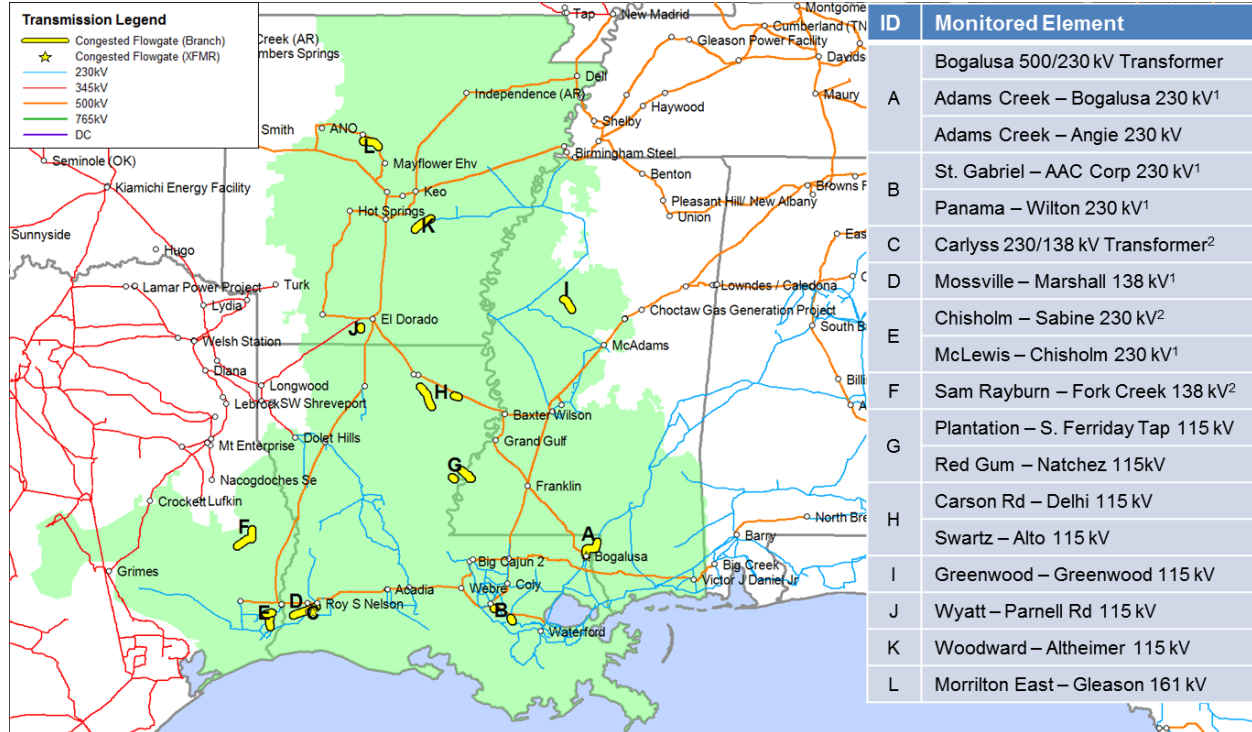 Transmission Legend
Congested Flowgate (Branch)
Congested Flowgate (XFMR)
230kV
345kV
500kV
765kV
DC
Tap
New Madrid
Montgome
Creek (AR)
Cumberland (TN
mbers Springs
Gleason Power Facility
Davids
Dell
Independence (AR)
Maury
Haywood
Smith
ANO
Shelby
L
Birmingham Steel
Seminole (OK)
Mayflower Ehv
Benton
Kiamichi Energy Facility
Keo
Browns F
Pleasant Hill/ New Albany
Hot Springs
Union
K
Sunnyside
East
Hugo
Lamar Power Project
Turk
I
Lowndes / Caledonia
Lydia
Choctaw Gas Generation Project
El Dorado
South B
J
Welsh Station
McAdams
Diana
Billi
Longwood
H
Lebrock
SW Shreveport
A
Baxter Wilson
Dolet Hills
Mt Enterprise
Grand Gulf
G
Nacogdoches Se
Franklin
Crockett
Lufkin
F
North Bre
A
Barry
Bogalusa
Big Cajun 2
Big Creek
Grimes
Victor J Daniel Jr
Coly
Acadia
Webre
D
Roy S Nelson
E
C
B
Waterford
ID Monitored Element
A
Bogalusa 500/230 kV Transformer
Adams Creek – Bogalusa 230 kV¹
Adams Creek – Angie 230 kV
B
St. Gabriel – AAC Corp 230 kV¹
Panama – Wilton 230 kV¹
C Carlyss 230/138 kV Transformer²
D Mossville – Marshall 138 kV¹
E
Chisholm – Sabine 230 kV²
McLewis – Chisholm 230 kV¹
F Sam Rayburn – Fork Creek 138 kV²
G
Plantation – S. Ferriday Tap 115 kV
Red Gum – Natchez 115kV
H
Carson Rd – Delhi 115 kV
Swartz – Alto 115 kV
I Greenwood – Greenwood 115 kV
J Wyatt – Parnell Rd 115 kV
K Woodward – Altheimer 115 kV
L Morrilton East – Gleason 161 kV